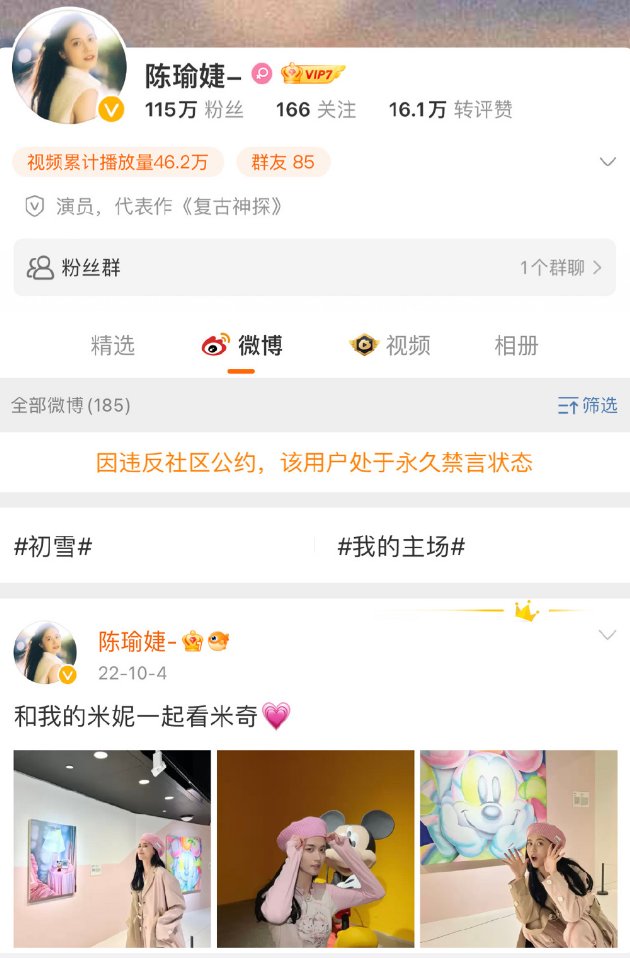 陈瑜婕– VIP7
115万 粉丝 166 关注 16.1万 转评赞
视频累计播放量46.2万 群友 85
演员，代表作《复古神探》
粉丝群 1个群聊
精选 微博 视频 相册
全部微博(185) 筛选
因违反社区公约，该用户处于永久禁言状态
#初雪# #我的主场#
陈瑜婕-
22-10-4
和我的米妮一起看米奇💗